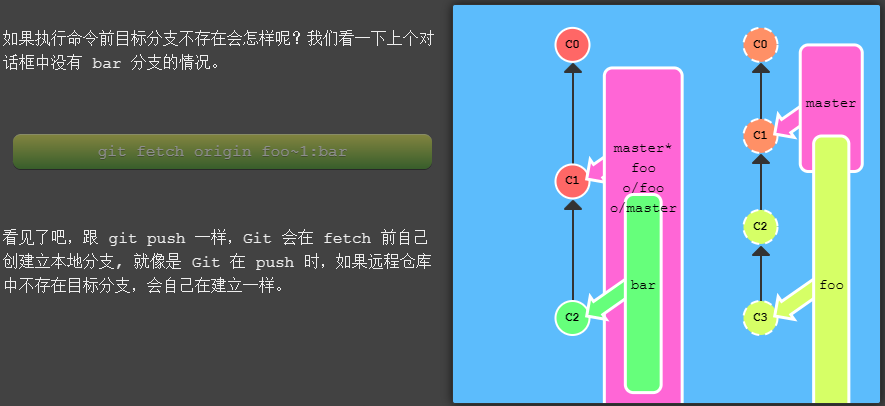 如果执行命令前目标分支不存在会怎样呢？我们看一下上个对
话框中没有 bar 分支的情况。
git fetch origin foo~1:bar
看见了吧，跟 git push 一样，Git 会在 fetch 前自己
创建立本地分支, 就像是 Git 在 push 时，如果远程仓库
中不存在目标分支，会自己在建立一样。
C0
C1
C2
master*
foo
o/foo
o/master
bar
C0
C1
C2
C3
master
foo